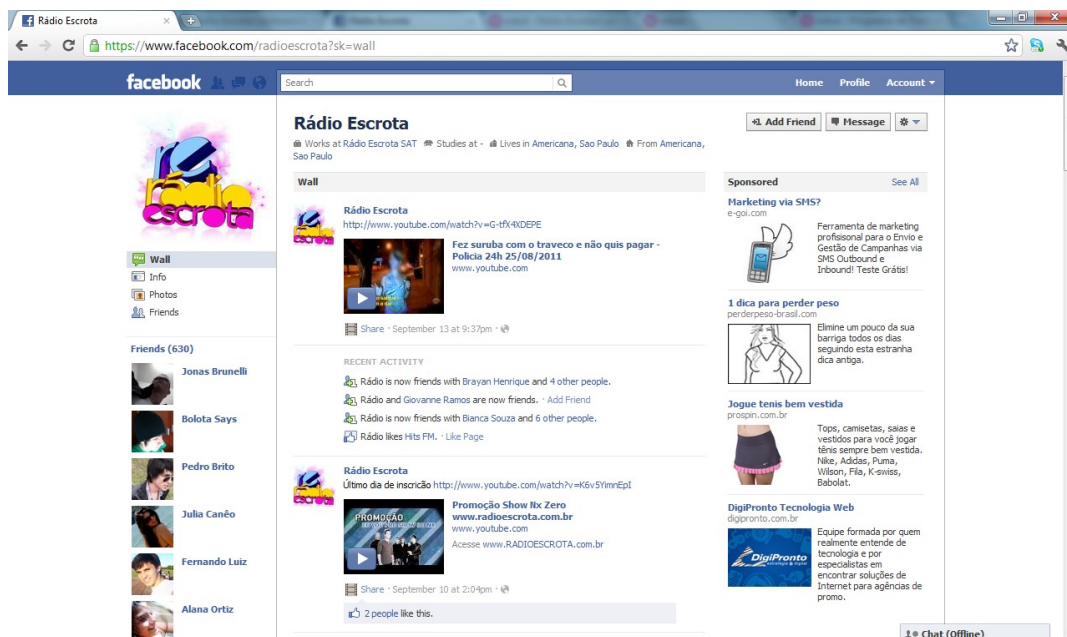 Rádio Escrota
https://www.facebook.com/radioescrota?sk=wall
facebook
Search
Home Profile Account
Rádio Escrota
Add Friend
Message
Works at Rádio Escrota SAT Studies at - Lives in Americana, Sao Paulo From Americana,
Sao Paulo
rádio
escrota
Wall
Info
Photos
Friends
Friends (630)
Jonas Brunelli
Bolota Says
Pedro Brito
Julia Canêo
Fernando Luiz
Alana Ortiz
Wall
Rádio Escrota
http://www.youtube.com/watch?v=G-tfX4XDEPE
Fez suruba com o traveco e não quis pagar -
Policia 24h 25/08/2011
www.youtube.com
Share · September 13 at 9:37pm ·
RECENT ACTIVITY
Rádio is now friends with Brayan Henrique and 4 other people.
Rádio and Giovanne Ramos are now friends. · Add Friend
Rádio is now friends with Bianca Souza and 6 other people.
Rádio likes Hits FM. · Like Page
Rádio Escrota
Último dia de inscricão http://www.youtube.com/watch?v=K6v5YimnEpI
PROMOÇÃO
Promoção Show Nx Zero
www.radioescrota.com.br
www.youtube.com
Acesse www.RADIOESCROTA.com.br
Share · September 10 at 2:04pm ·
2 people like this.
Sponsored See All
Marketing via SMS?
e-goi.com
Ferramenta de marketing
profisisonal para o Envio e
Gestão de Campanhas via
SMS Outbound e
Inbound! Teste Grátis!
1 dica para perder peso
perderpeso-brasil.com
Elimine um pouco da sua
barriga todos os dias
seguindo esta estranha
dica antiga.
Jogue tenis bem vestida
prospin.com.br
Tops, camisetas, saias e
vestidos para você jogar
tênis sempre bem vestida.
Nike, Adidas, Puma,
Wilson, Fila, K-swiss,
Babolat.
DigiPronto Tecnologia Web
digipronto.com.br
DigiPronto
Equipe formada por quem
realmente entende de
tecnologia e por
especialistas em
encontrar soluções de
Internet para agências de
promo.
Chat (Offline)